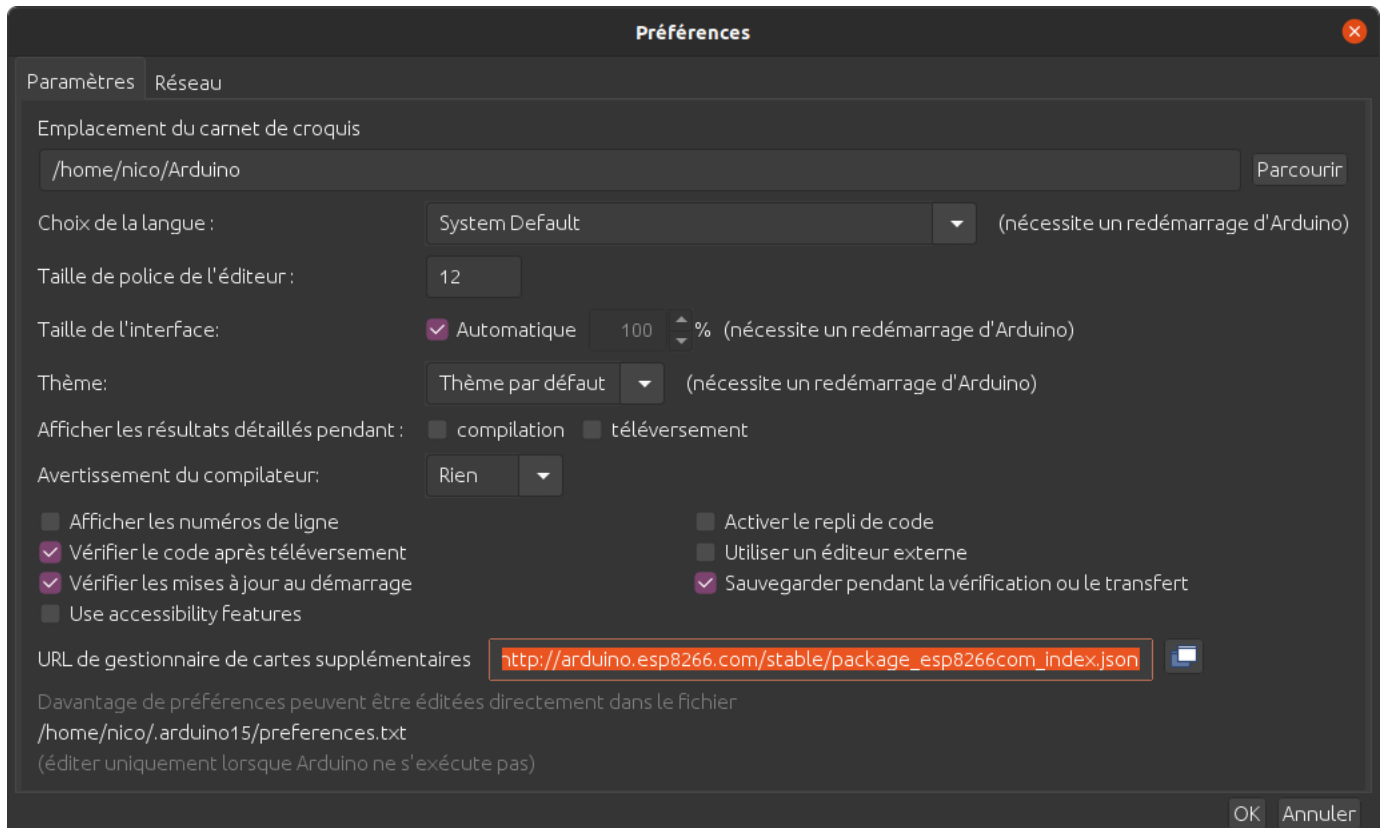 Préférences
Paramètres Réseau
Emplacement du carnet de croquis
/home/nico/Arduino Parcourir
Choix de la langue : System Default (nécessite un redémarrage d'Arduino)
Taille de police de l'éditeur : 12
Taille de l'interface: Automatique 100 % (nécessite un redémarrage d'Arduino)
Thème: Thème par défaut (nécessite un redémarrage d'Arduino)
Afficher les résultats détaillés pendant : compilation téléversement
Avertissement du compilateur: Rien
Afficher les numéros de ligne Activer le repli de code
Vérifier le code après téléversement Utiliser un éditeur externe
Vérifier les mises à jour au démarrage Sauvegarder pendant la vérification ou le transfert
Use accessibility features
URL de gestionnaire de cartes supplémentaires http://arduino.esp8266.com/stable/package_esp8266com_index.json
Davantage de préférences peuvent être éditées directement dans le fichier
/home/nico/.arduino15/preferences.txt
(éditer uniquement lorsque Arduino ne s'exécute pas)
OK Annuler